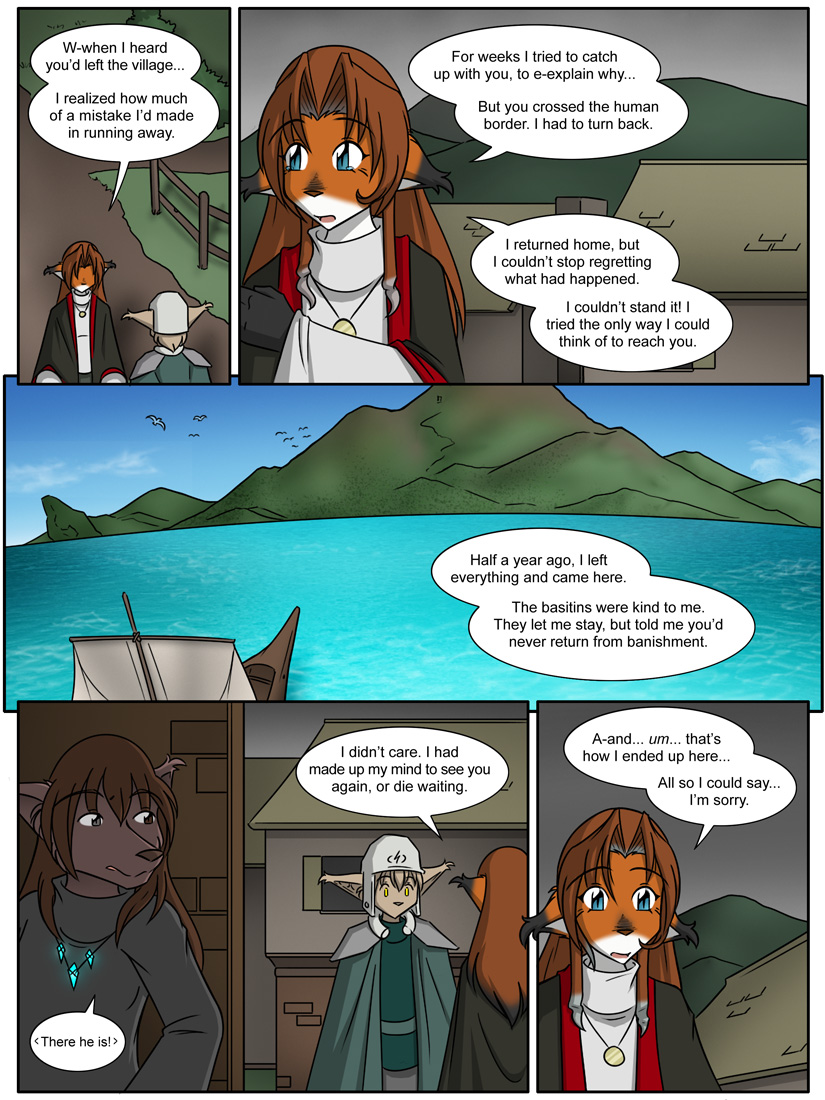 W-when I heard
you'd left the village...
I realized how much
of a mistake I'd made
in running away.
For weeks I tried to catch
up with you, to e-explain why...
But you crossed the human
border. I had to turn back.
I returned home, but
I couldn't stop regretting
what had happened.
I couldn't stand it! I
tried the only way I could
think of to reach you.
Half a year ago, I left
everything and came here.
The basitins were kind to me.
They let me stay, but told me you'd
never return from banishment.
I didn't care. I had
made up my mind to see you
again, or die waiting.
<There he is!>
A-and... um... that's
how I ended up here...
All so I could say...
I'm sorry.